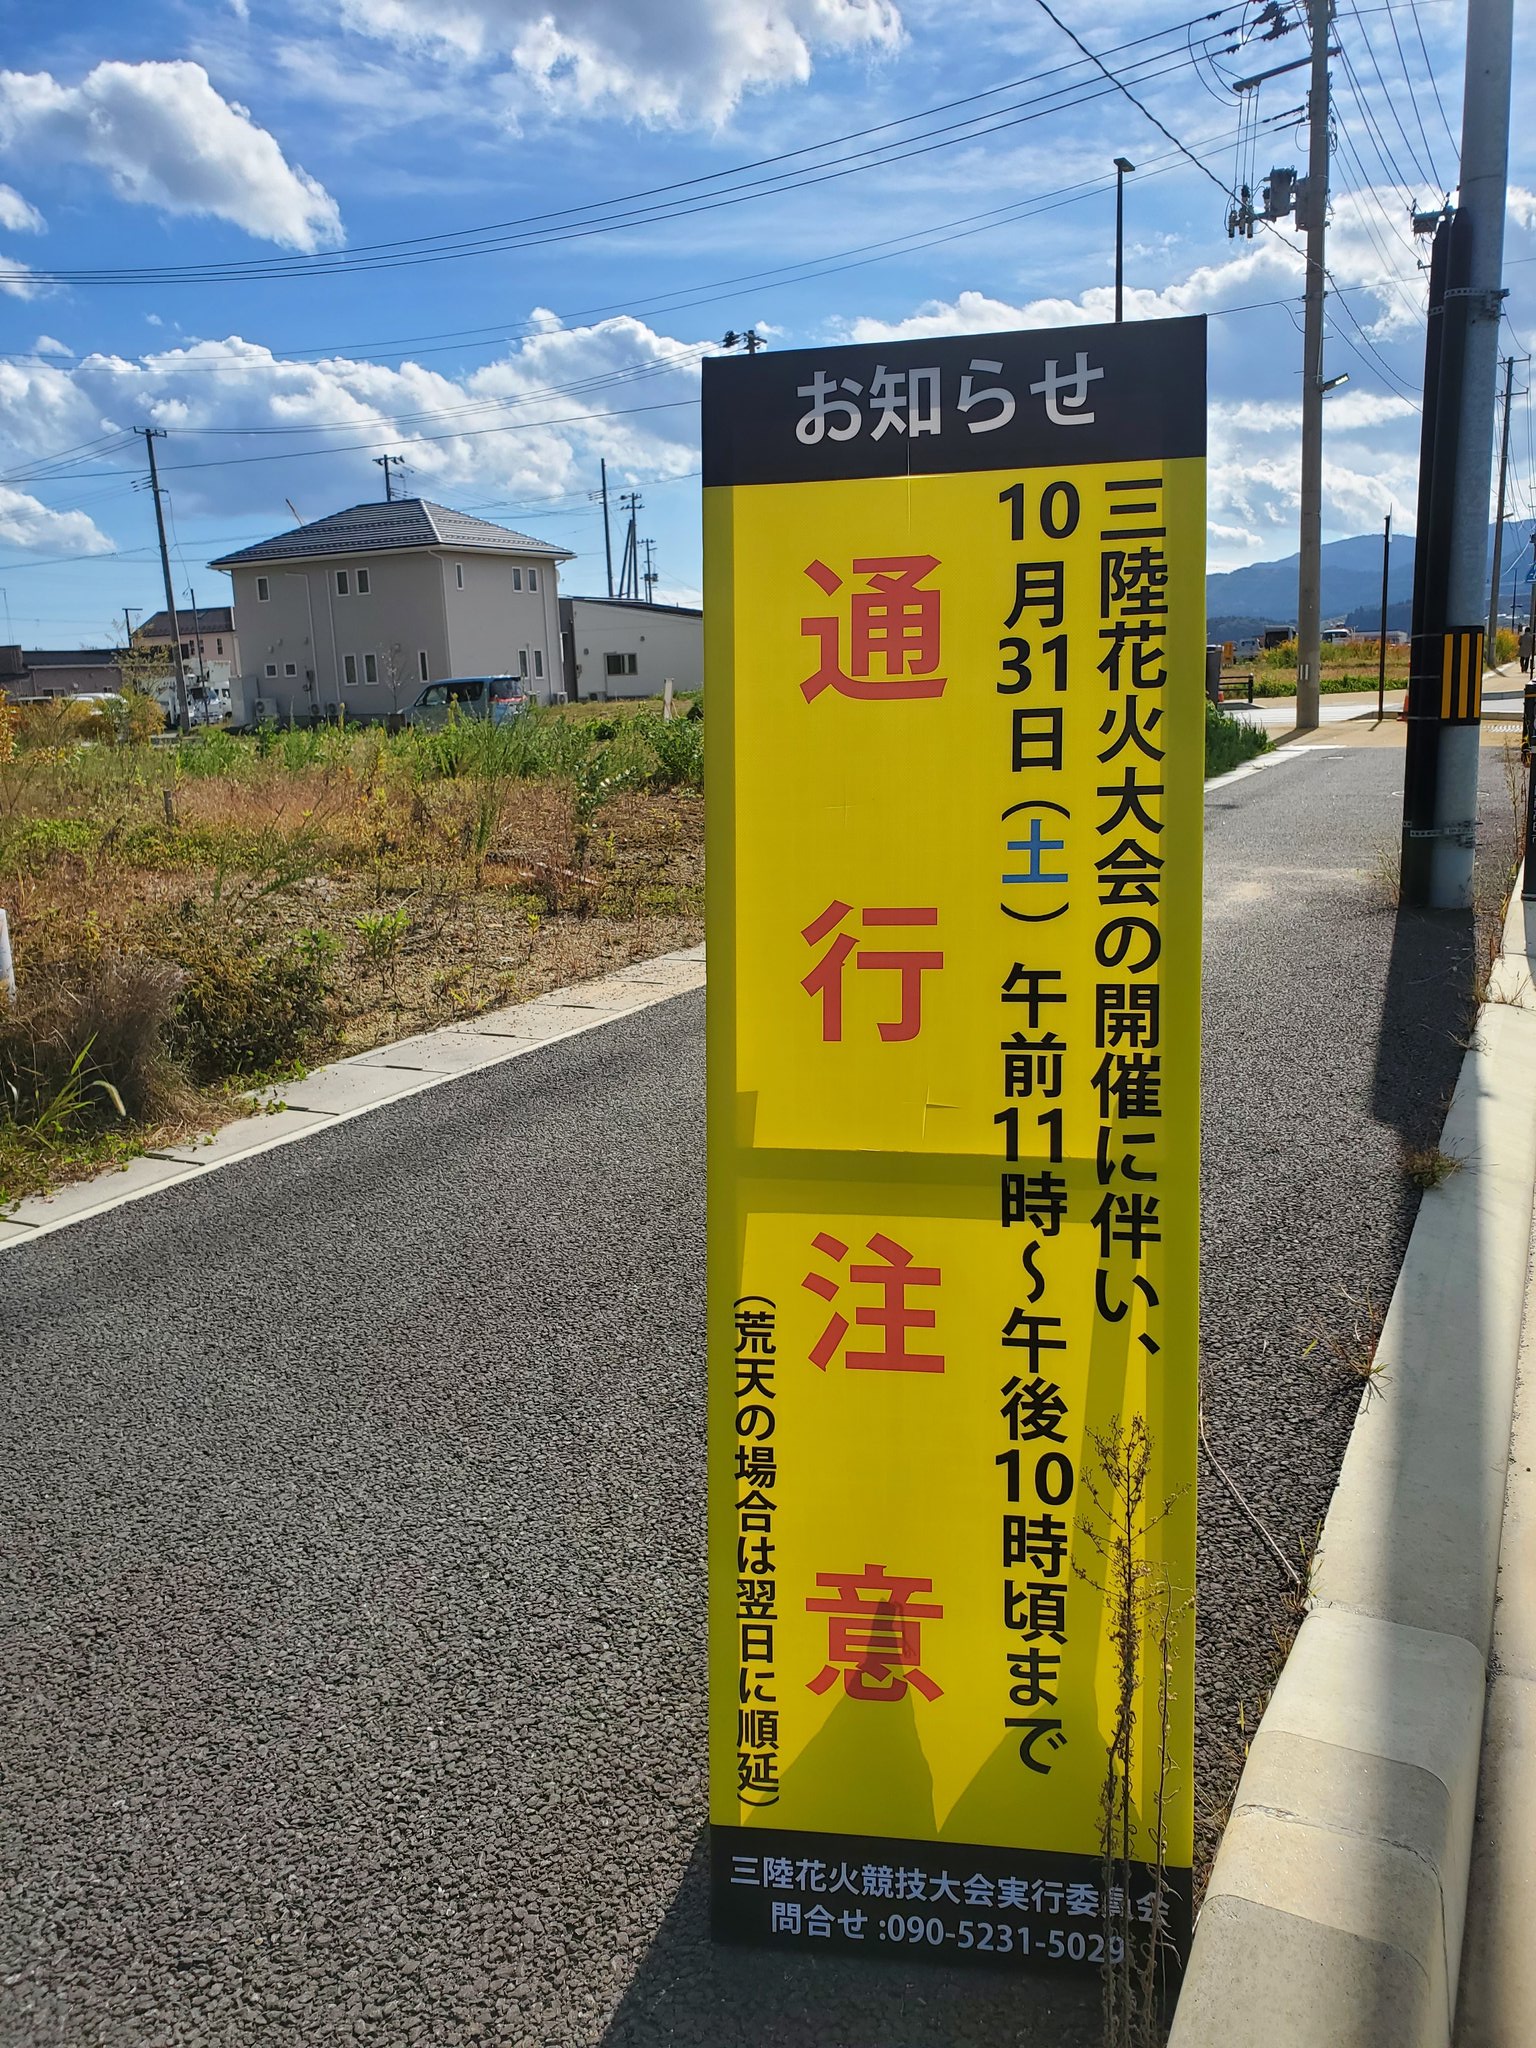 お知らせ
三陸花火大会の開催に伴い、
10月31日(土) 午前11時～午後10時頃まで
通行注意
(荒天の場合は翌日に順延)
三陸花火競技大会実行委員会
問合せ:090-5231-5029